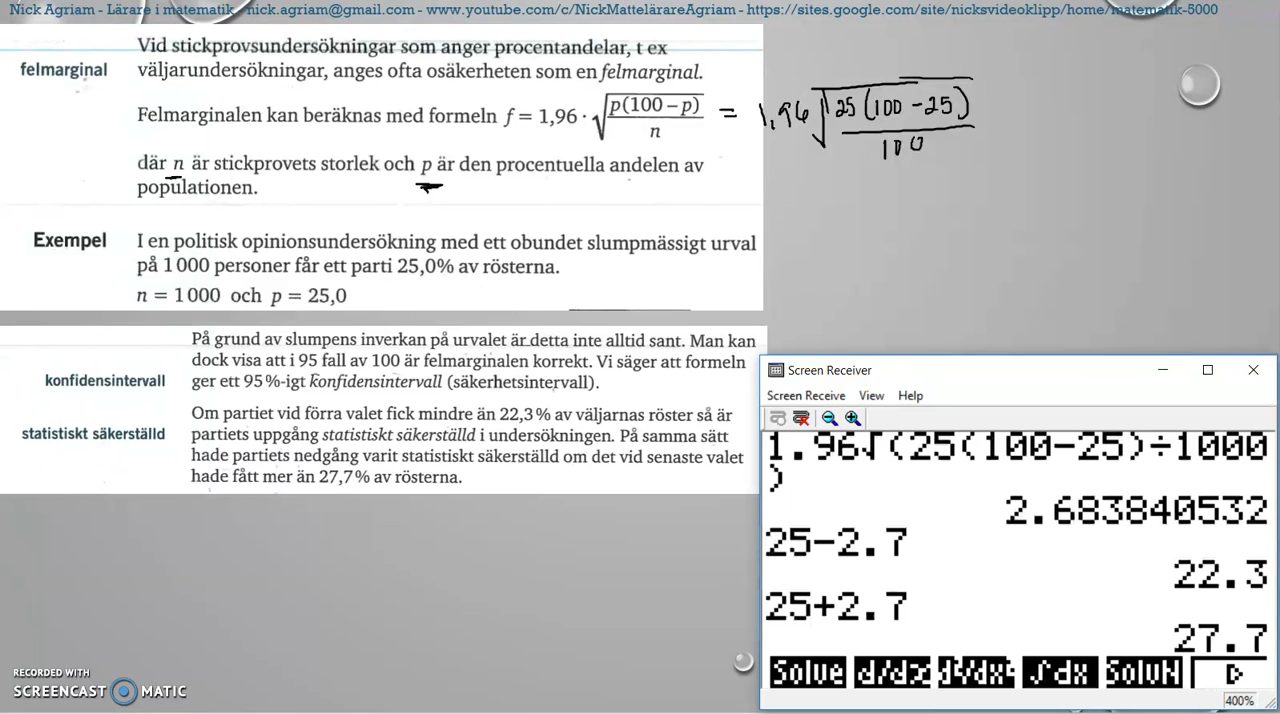 Nick Agriam - Lärare i matematik - nick.agriam@gmail.com - www.youtube.com/c/NickMattelärareAgriam - https://sites.google.com/site/nicksvideoklipp/home/matematik-5000
felmarginal
Vid stickprovsundersökningar som anger procentandelar, t ex
väljarundersökningar, anges ofta osäkerheten som en felmarginal.
Felmarginalen kan beräknas med formeln f = 1,96 · √(p(100 – p)/n) = 1,96 √(25(100 - 25)/100)
där n är stickprovets storlek och p är den procentuella andelen av
populationen.
Exempel
I en politisk opinionsundersökning med ett obundet slumpmässigt urval
på 1 000 personer får ett parti 25,0% av rösterna.
n = 1 000 och p = 25,0
På grund av slumpens inverkan på urvalet är detta inte alltid sant. Man kan
dock visa att i 95 fall av 100 är felmarginalen korrekt. Vi säger att formeln
konfidensintervall
ger ett 95 %-igt konfidensintervall (säkerhetsintervall).
Om partiet vid förra valet fick mindre än 22,3 % av väljarnas röster så är
statistiskt säkerställd
partiets uppgång statistiskt säkerställd i undersökningen. På samma sätt
hade partiets nedgång varit statistiskt säkerställd om det vid senaste valet
hade fått mer än 27,7 % av rösterna.
Screen Receiver
Screen Receive View Help
1.96√(25(100-25)÷1000
)
2.683840532
25-2.7
22.3
25+2.7
27.7
Solve d/dx d²/dx² ∫dx SolvN ▷
400%
RECORDED WITH
SCREENCAST MATIC